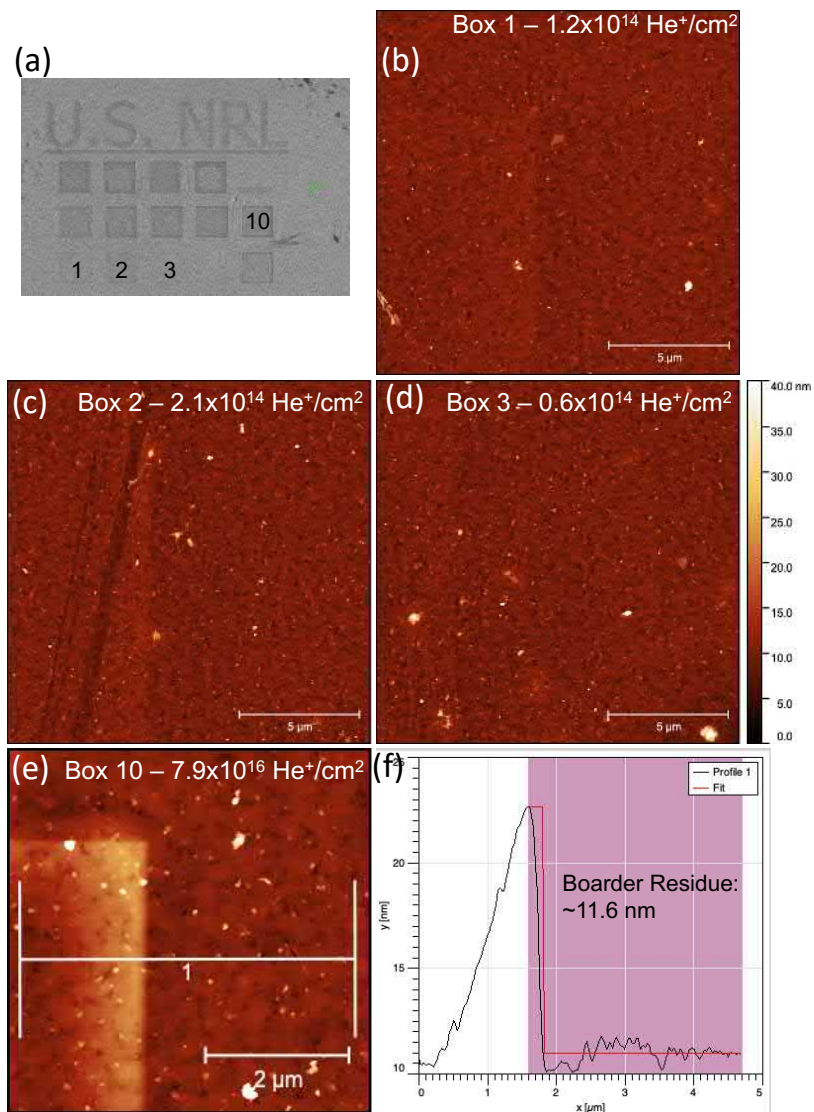 Box 1 – 1.2x10¹⁴ He⁺/cm²
(a)
(b)
U.S. NRL
10
1 2 3
5 µm
(c) Box 2 – 2.1x10¹⁴ He⁺/cm²
(d) Box 3 – 0.6x10¹⁴ He⁺/cm²
40.0 nm
35.0
30.0
25.0
20.0
15.0
10.0
5.0
0.0
5 µm
5 µm
(e) Box 10 – 7.9x10¹⁶ He⁺/cm²
1
2 µm
(f)
25
Profile 1
Fit
20
Boarder Residue:
~11.6 nm
y [nm]
15
10
0 1 2 3 4 5
x [µm]